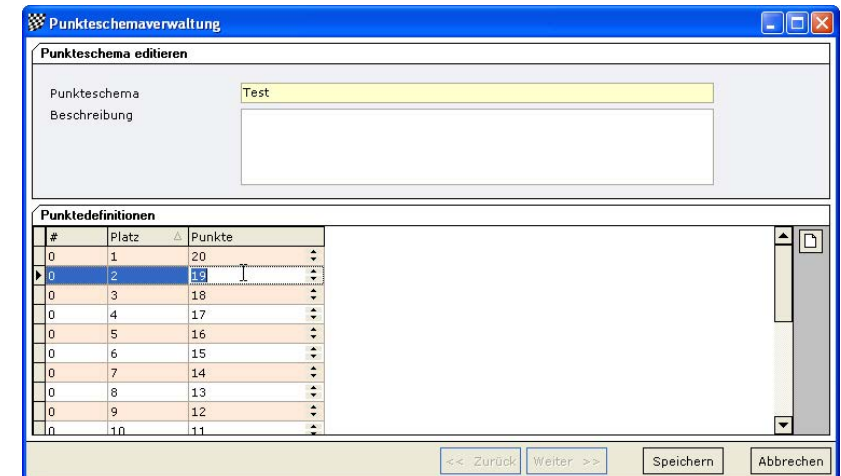 Punkteschemaverwaltung
Punkteschema editieren
Punkteschema Test
Beschreibung
Punktedefinitionen
# Platz Punkte
0 1 20
0 2 19
0 3 18
0 4 17
0 5 16
0 6 15
0 7 14
0 8 13
0 9 12
0 10 11
<< Zurück Weiter >> Speichern Abbrechen